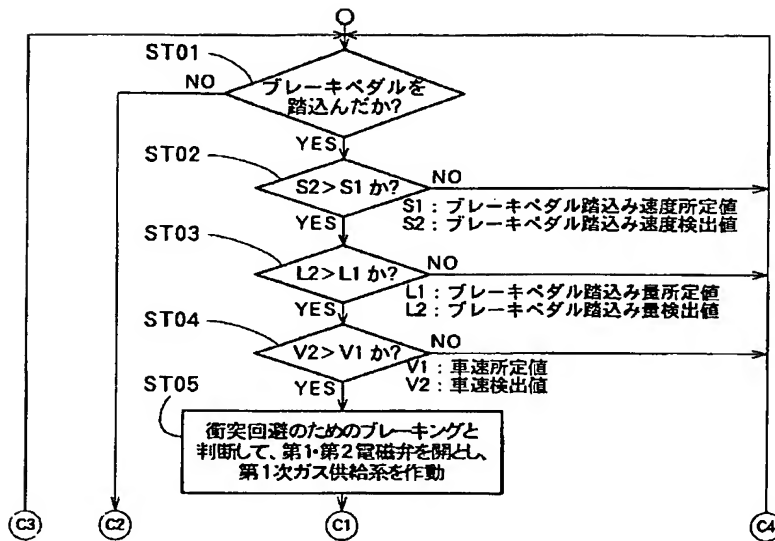 ST01
NO
ブレーキペダルを
踏込んだか?
YES
ST02
NO
S2>S1か?
S1:ブレーキペダル踏込み速度所定値
S2:ブレーキペダル踏込み速度検出値
YES
ST03
NO
L2>L1か?
L1:ブレーキペダル踏込み量所定値
L2:ブレーキペダル踏込み量検出値
YES
ST04
NO
V2>V1か?
V1:車速所定値
V2:車速検出値
YES
ST05
衝突回避のためのブレーキングと
判断して、第1・第2電磁弁を開とし、
第1次ガス供給系を作動
C3
C2
C1
C4